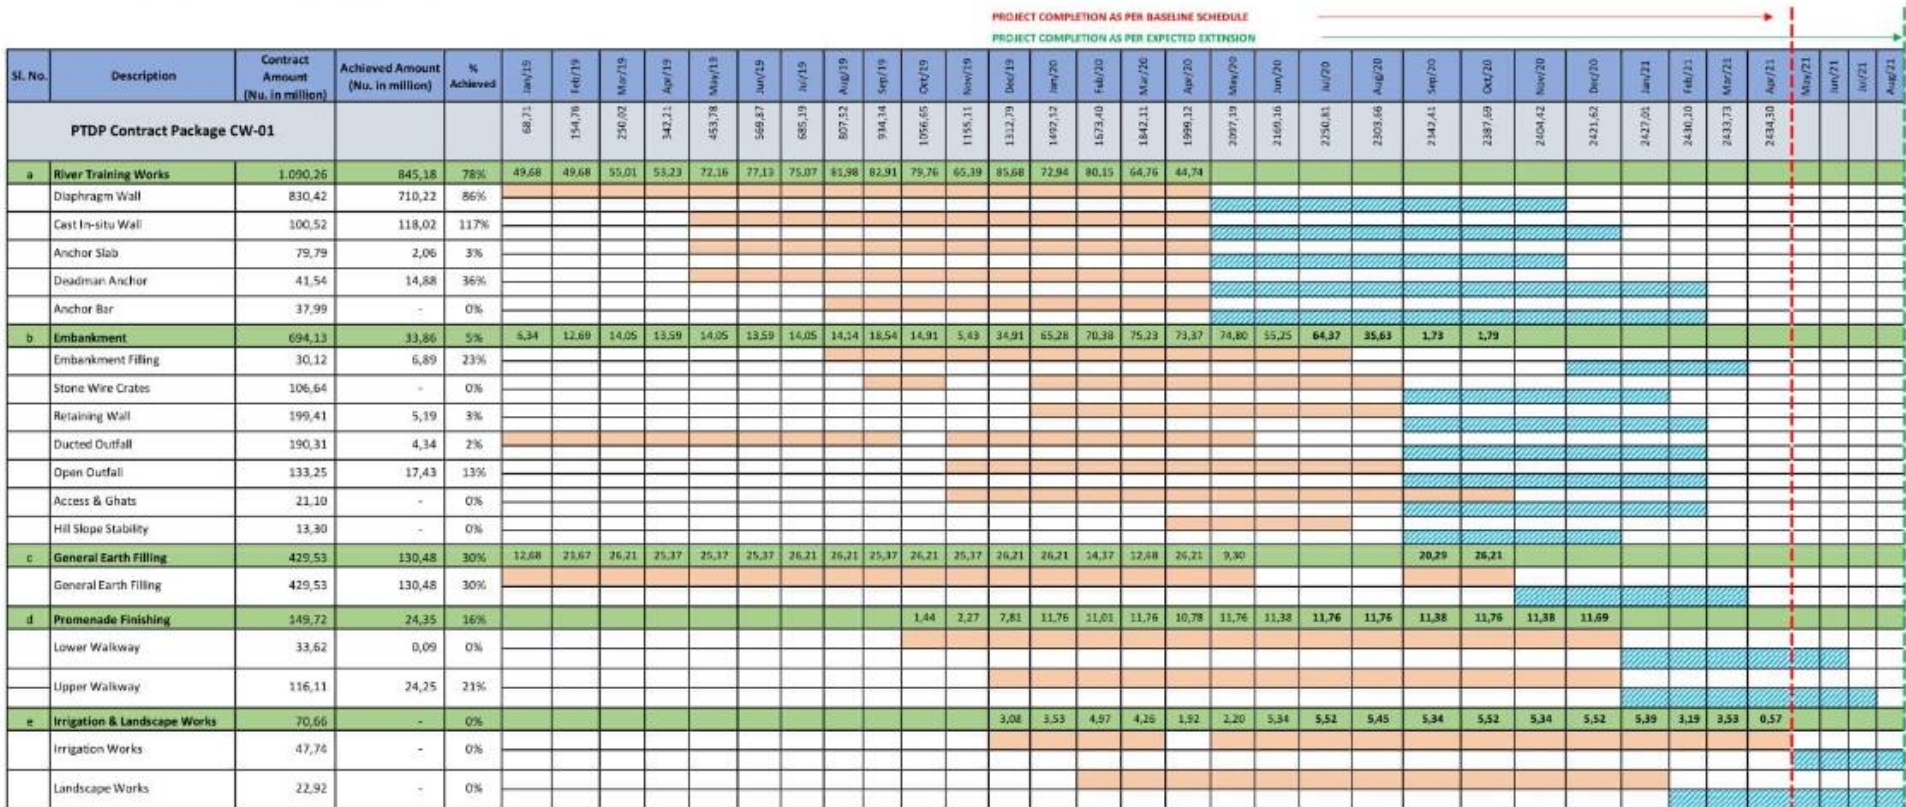 PROJECT COMPLETION AS PER BASELINE SCHEDULE
PROJECT COMPLETION AS PER EXPECTED EXTENSION
Sl. No. Description Contract Amount (Nu. in million) Achieved Amount (Nu. in million) % Achieved Jan/19 Feb/19 Mar/19 Apr/19 May/19 Jun/19 Jul/19 Aug/19 Sep/19 Oct/19 Nov/19 Dec/19 Jan/20 Feb/20 Mar/20 Apr/20 May/20 Jun/20 Jul/20 Aug/20 Sep/20 Oct/20 Nov/20 Dec/20 Jan/21 Feb/21 Mar/21 Apr/21 May/21 Jun/21 Jul/21 Aug/21
PTDP Contract Package CW-01 68,71 154,76 250,02 342,21 453,78 569,87 685,19 807,52 934,34 1056,65 1155,11 1312,79 1492,52 1673,40 1842,11 1999,12 2097,19 2169,16 2250,81 2303,66 2342,41 2387,69 2404,42 2421,62 2427,01 2430,20 2433,73 2434,30
a River Training Works 1.090,26 845,18 78% 49,68 49,68 55,01 53,23 72,16 77,13 75,07 81,98 82,91 79,76 65,39 85,68 72,94 80,15 64,76 44,74
Diaphragm Wall 830,42 710,22 86%
Cast In-situ Wall 100,52 118,02 117%
Anchor Slab 79,79 2,06 3%
Deadman Anchor 41,54 14,88 36%
Anchor Bar 37,99 - 0%
b Embankment 694,13 33,86 5% 6,34 12,69 14,05 13,59 14,05 13,59 14,05 14,14 18,54 14,91 5,43 34,91 65,28 70,38 75,23 73,37 74,80 55,25 64,37 35,63 1,73 1,79
Embankment Filling 30,12 6,89 23%
Stone Wire Crates 106,64 - 0%
Retaining Wall 199,41 5,19 3%
Ducted Outfall 190,31 4,34 2%
Open Outfall 133,25 17,43 13%
Access & Ghats 21,10 - 0%
Hill Slope Stability 13,30 - 0%
c General Earth Filling 429,53 130,48 30% 12,68 23,67 26,21 25,37 25,37 25,37 26,21 26,21 25,37 26,21 25,37 26,21 26,21 14,37 12,68 26,21 9,30 20,29 26,21
General Earth Filling 429,53 130,48 30%
d Promenade Finishing 149,72 24,35 16% 1,44 2,27 7,81 11,76 11,01 11,76 10,78 11,76 11,38 11,76 11,76 11,38 11,76 11,38 11,69
Lower Walkway 33,62 0,09 0%
Upper Walkway 116,11 24,25 21%
e Irrigation & Landscape Works 70,66 - 0% 3,08 3,53 4,97 4,26 1,92 2,20 5,34 5,52 5,45 5,34 5,52 5,34 5,52 5,39 3,19 3,53 0,57
Irrigation Works 47,74 - 0%
Landscape Works 22,92 - 0%